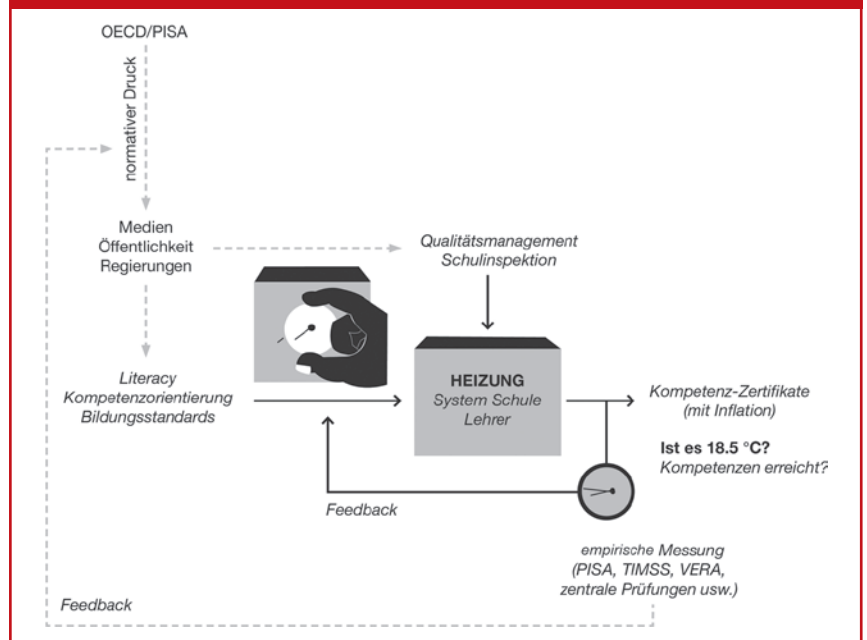 OECD/PISA
normativer Druck
Medien
Öffentlichkeit
Regierungen
Qualitätsmanagement
Schulinspektion
Literacy
Kompetenzorientierung
Bildungsstandards
HEIZUNG
System Schule
Lehrer
Kompetenz-Zertifikate
(mit Inflation)
Ist es 18.5 °C?
Kompetenzen erreicht?
Feedback
empirische Messung
(PISA, TIMSS, VERA,
zentrale Prüfungen usw.)
Feedback